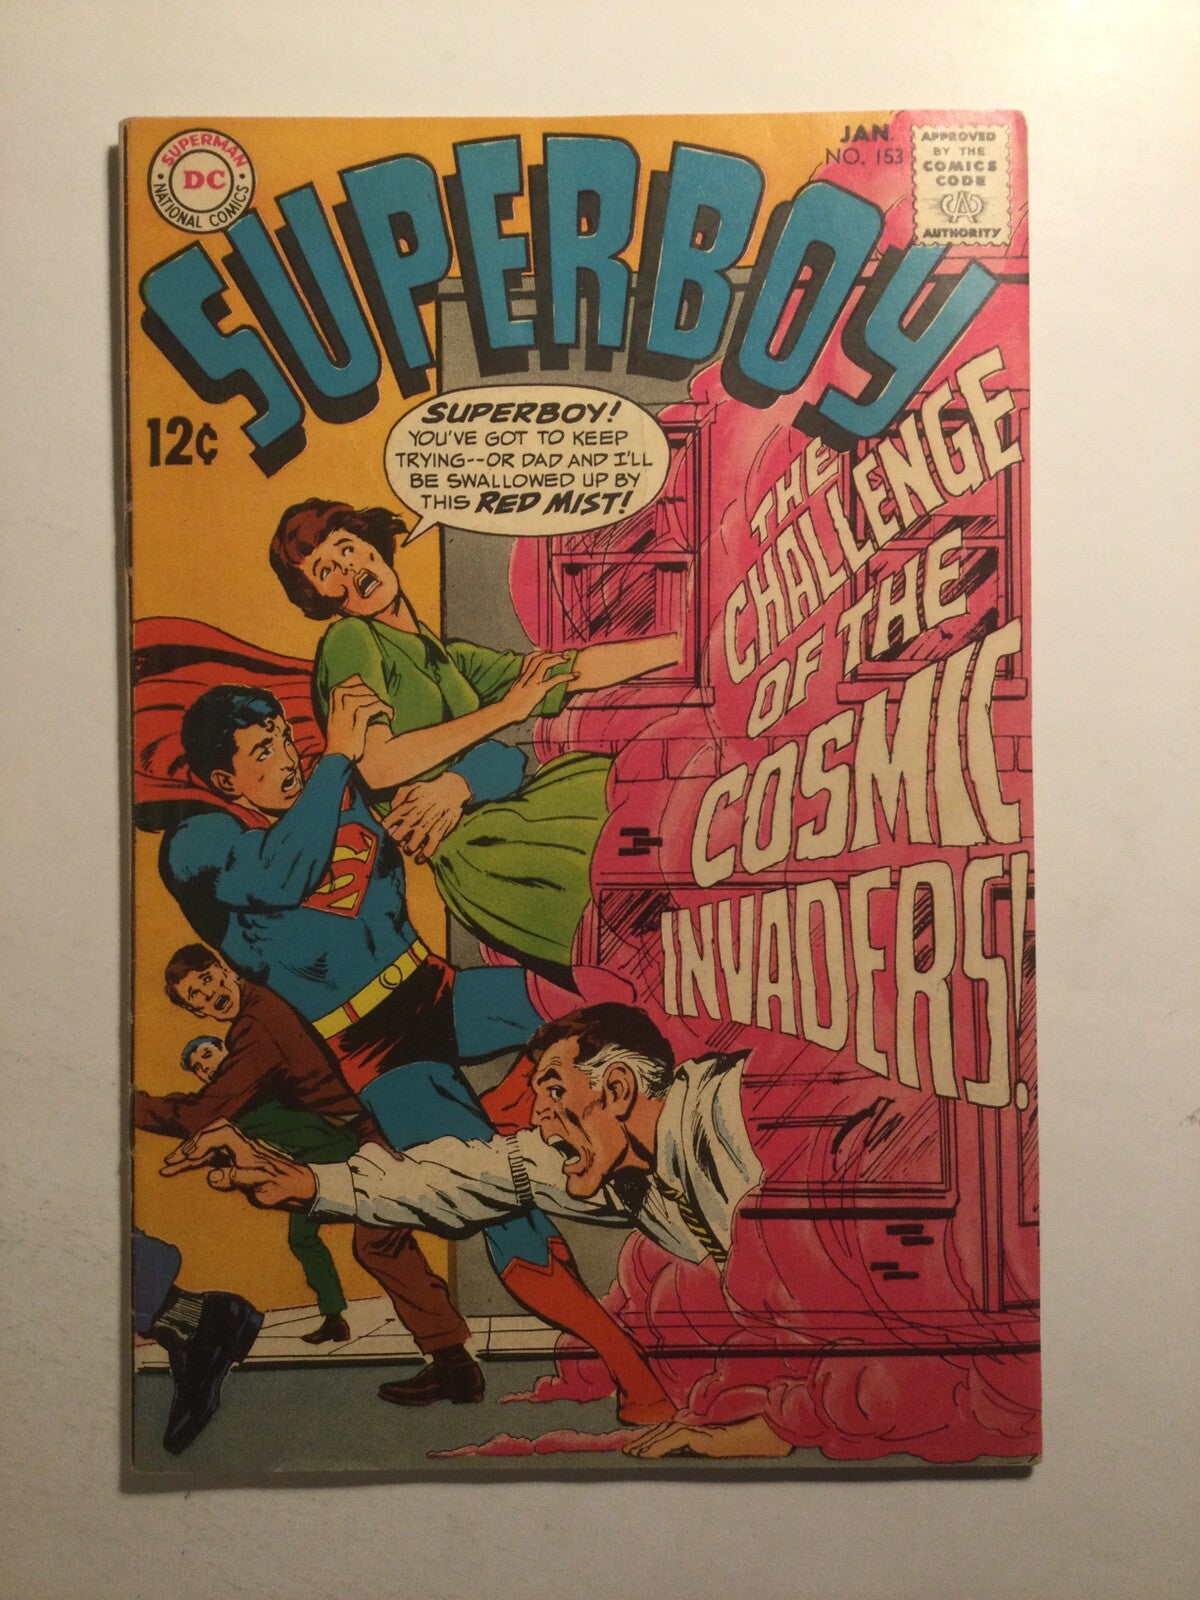 SUPERMAN
DC
NATIONAL COMICS
SUPERBOY
JAN.
NO. 153
APPROVED
BY THE
COMICS
CODE
CA
AUTHORITY
12¢
SUPERBOY!
YOU'VE GOT TO KEEP
TRYING--OR DAD AND I'LL
BE SWALLOWED UP BY
THIS RED MIST!
THE
CHALLENGE
OF THE
COSMIC
INVADERS!
S